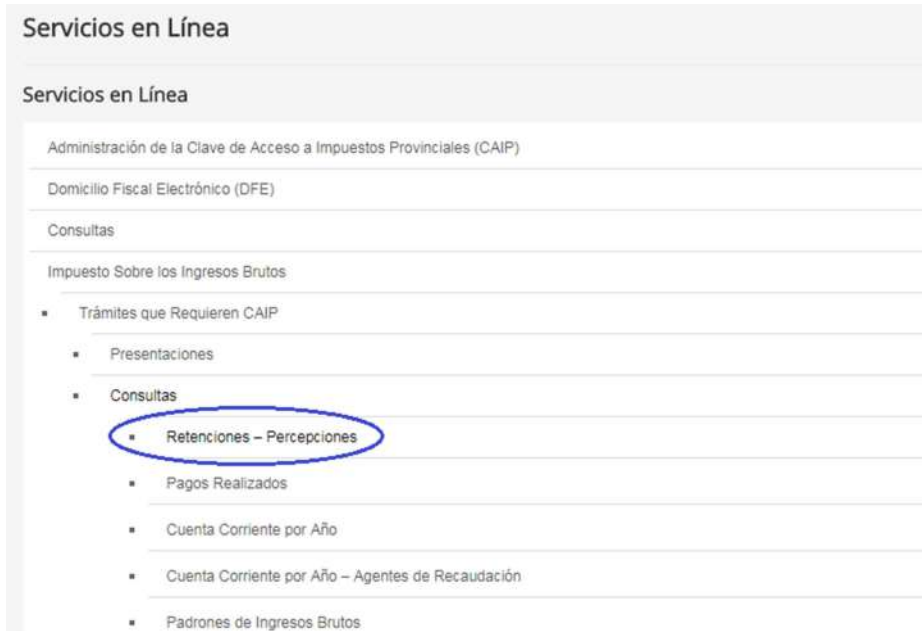 Servicios en Línea
Servicios en Línea
Administración de la Clave de Acceso a Impuestos Provinciales (CAIP)
Domicilio Fiscal Electrónico (DFE)
Consultas
Impuesto Sobre los Ingresos Brutos
Trámites que Requieren CAIP
Presentaciones
Consultas
Retenciones – Percepciones
Pagos Realizados
Cuenta Corriente por Año
Cuenta Corriente por Año – Agentes de Recaudación
Padrones de Ingresos Brutos